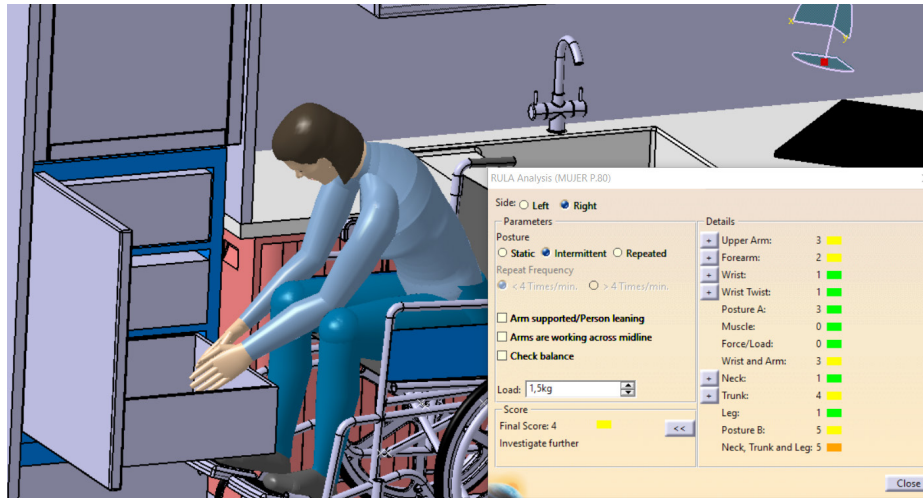 RULA Analysis (MUJER P.80)
Side: Left Right
Parameters
Posture
Static Intermittent Repeated
Repeat Frequency
< 4 Times/min. > 4 Times/min.
Arm supported/Person leaning
Arms are working across midline
Check balance
Load: 1,5kg
Score
Final Score: 4
<<
Investigate further
Details
+ Upper Arm: 3
+ Forearm: 2
+ Wrist: 1
+ Wrist Twist: 1
Posture A: 3
Muscle: 0
Force/Load: 0
Wrist and Arm: 3
+ Neck: 1
+ Trunk: 4
Leg: 1
Posture B: 5
Neck, Trunk and Leg: 5
Close
x
y